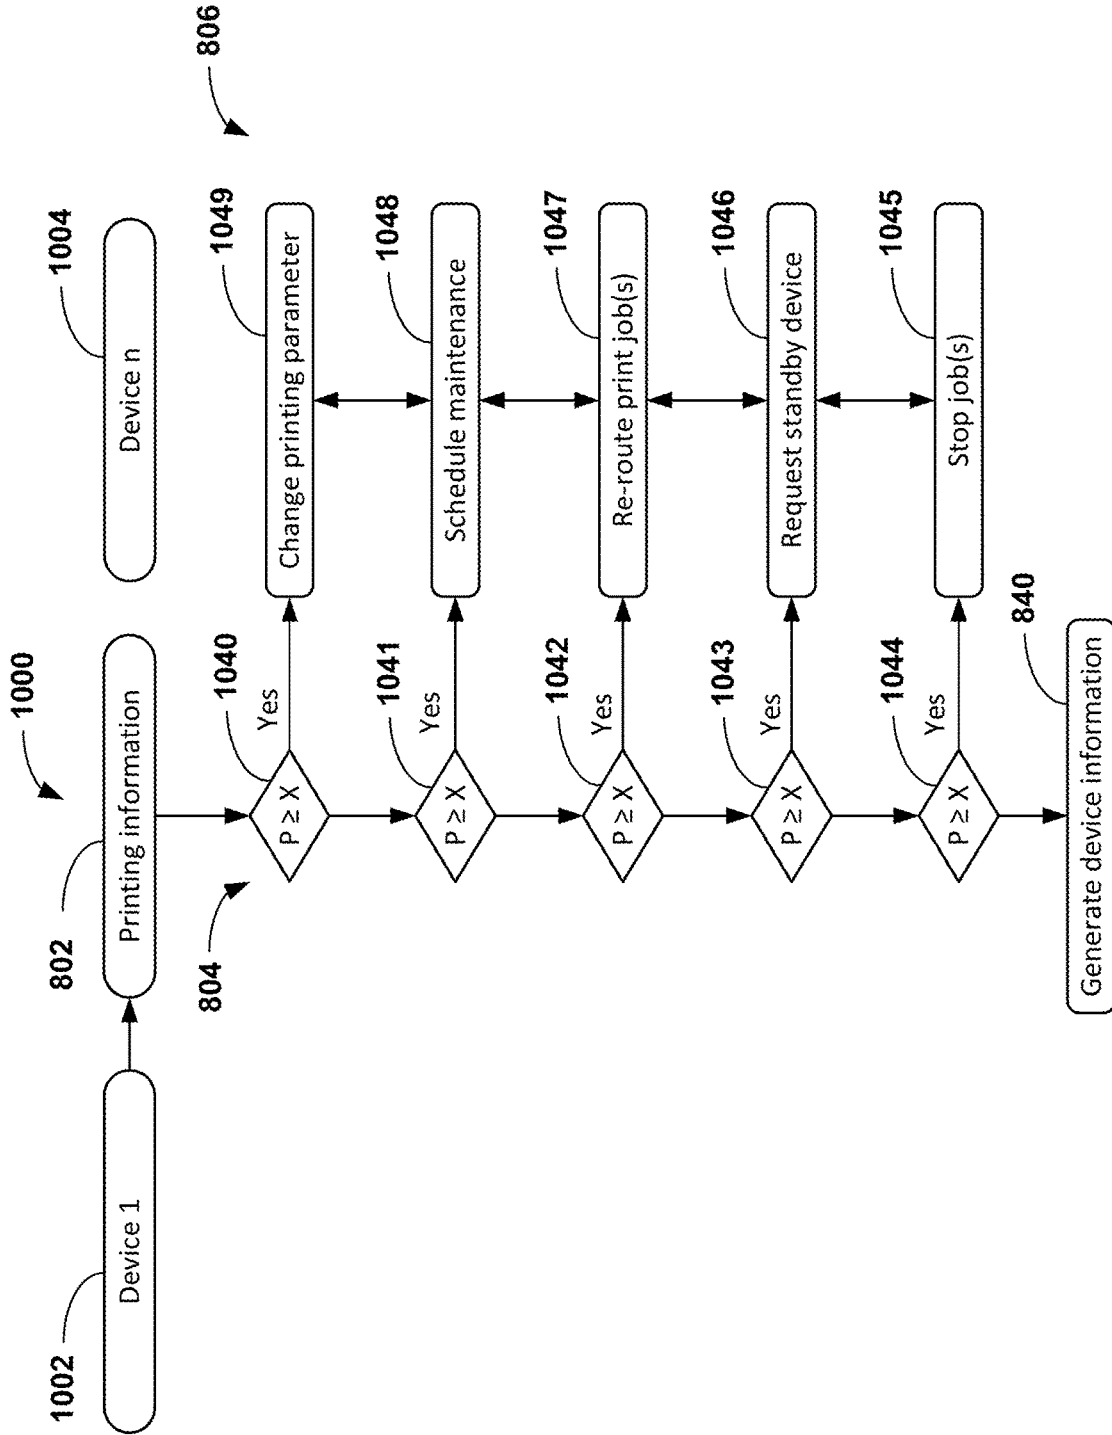 1000
1002
802
1004
Device 1
Printing information
Device n
804
806
1040
1049
Yes
P ≥ X
Change printing parameter
1041
1048
Yes
P ≥ X
Schedule maintenance
1042
1047
Yes
P ≥ X
Re-route print job(s)
1043
1046
Yes
P ≥ X
Request standby device
1044
1045
Yes
P ≥ X
Stop job(s)
840
Generate device information